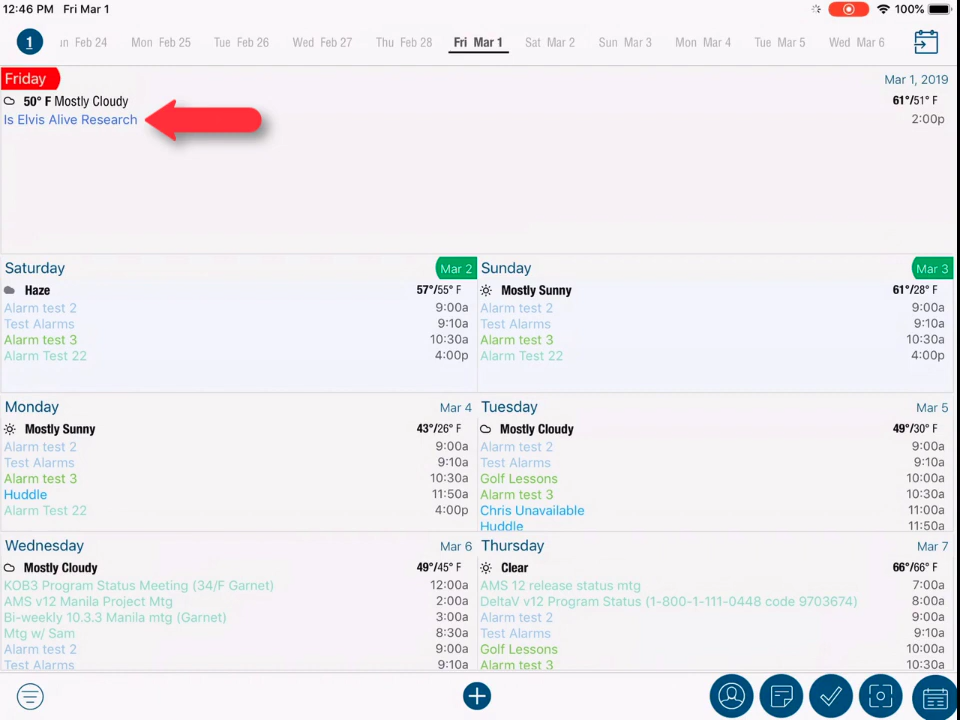 12:46 PM Fri Mar 1 100%
1 un Feb 24 Mon Feb 25 Tue Feb 26 Wed Feb 27 Thu Feb 28 Fri Mar 1 Sat Mar 2 Sun Mar 3 Mon Mar 4 Tue Mar 5 Wed Mar 6
Friday Mar 1, 2019
50° F Mostly Cloudy 61°/51° F
Is Elvis Alive Research 2:00p
Saturday Mar 2
Haze 57°/55° F
Alarm test 2 9:00a
Test Alarms 9:10a
Alarm test 3 10:30a
Alarm Test 22 4:00p
Sunday Mar 3
Mostly Sunny 61°/28° F
Alarm test 2 9:00a
Test Alarms 9:10a
Alarm test 3 10:30a
Alarm Test 22 4:00p
Monday Mar 4
Mostly Sunny 43°/26° F
Alarm test 2 9:00a
Test Alarms 9:10a
Alarm test 3 10:30a
Huddle 11:50a
Alarm Test 22 4:00p
Tuesday Mar 5
Mostly Cloudy 49°/30° F
Alarm test 2 9:00a
Test Alarms 9:10a
Golf Lessons 10:00a
Alarm test 3 10:30a
Chris Unavailable 11:00a
Huddle 11:50a
Wednesday Mar 6
Mostly Cloudy 49°/45° F
KOB3 Program Status Meeting (34/F Garnet) 12:00a
AMS v12 Manila Project Mtg 2:00a
Bi-weekly 10.3.3 Manila mtg (Garnet) 3:00a
Mtg w/ Sam 8:30a
Alarm test 2 9:00a
Test Alarms 9:10a
Thursday Mar 7
Clear 66°/66° F
AMS 12 release status mtg 7:00a
DeltaV v12 Program Status (1-800-1-111-0448 code 9703674) 8:00a
Alarm test 2 9:00a
Test Alarms 9:10a
Golf Lessons 10:00a
Alarm test 3 10:30a